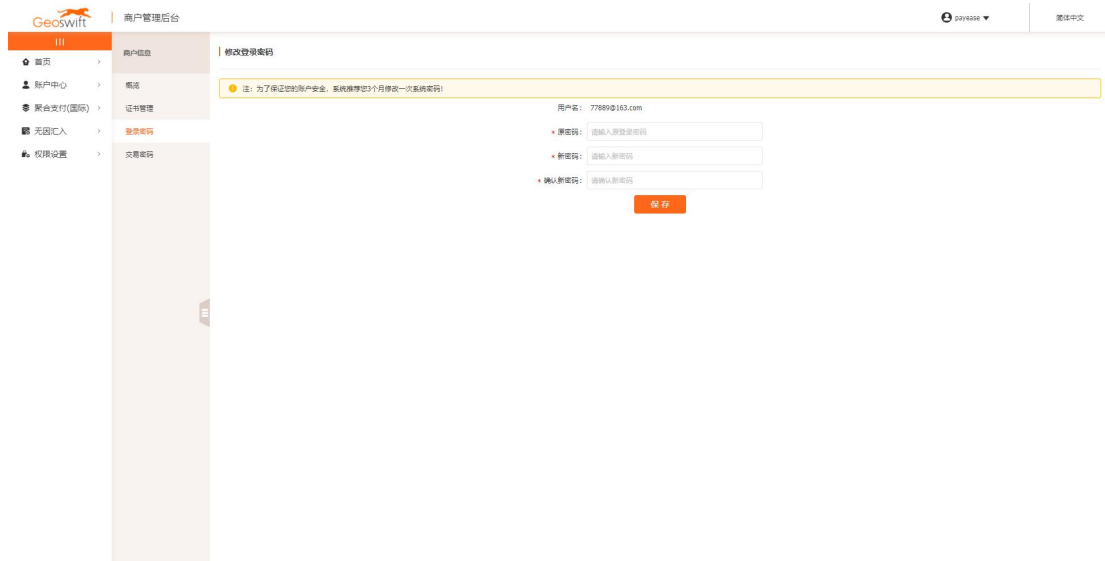 Geoswift
商户管理后台
payease
简体中文
首页
账户中心
聚合支付(国际)
无因汇入
权限设置
商户信息
概览
证书管理
登录密码
交易密码
修改登录密码
注：为了保证您的账户安全，系统推荐您3个月修改一次系统密码！
用户名： 77889@163.com
* 原密码： 请输入原登录密码
* 新密码： 请输入新密码
* 确认新密码： 请确认新密码
保 存